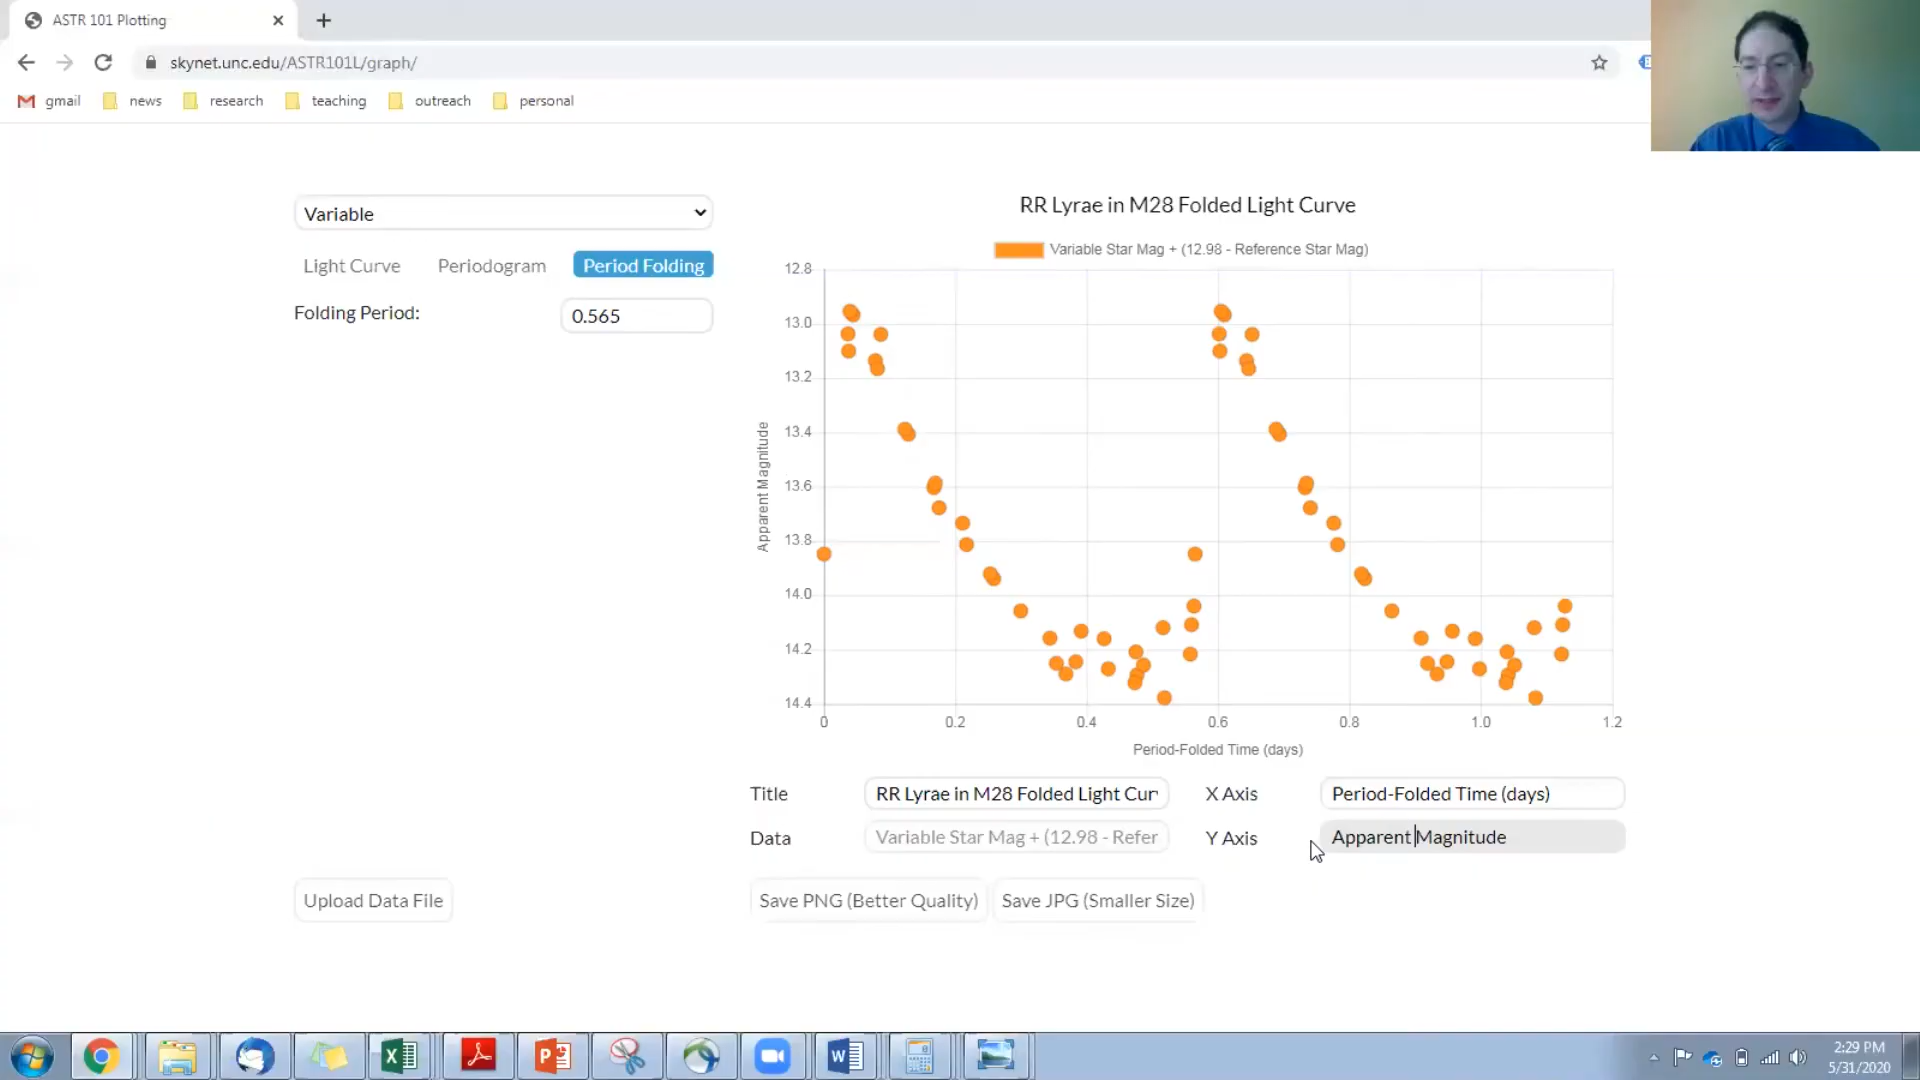 ASTR 101 Plotting
skynet.unc.edu/ASTR101L/graph/
gmail news research teaching outreach personal
Variable
Light Curve Periodogram Period Folding
Folding Period: 0.565
RR Lyrae in M28 Folded Light Curve
Variable Star Mag + (12.98 - Reference Star Mag)
12.8
13.0
13.2
13.4
13.6
13.8
14.0
14.2
14.4
Apparent Magnitude
0 0.2 0.4 0.6 0.8 1.0 1.2
Period-Folded Time (days)
Title RR Lyrae in M28 Folded Light Cur X Axis Period-Folded Time (days)
Data Variable Star Mag + (12.98 - Refer Y Axis Apparent Magnitude
Upload Data File Save PNG (Better Quality) Save JPG (Smaller Size)
2:29 PM
5/31/2020